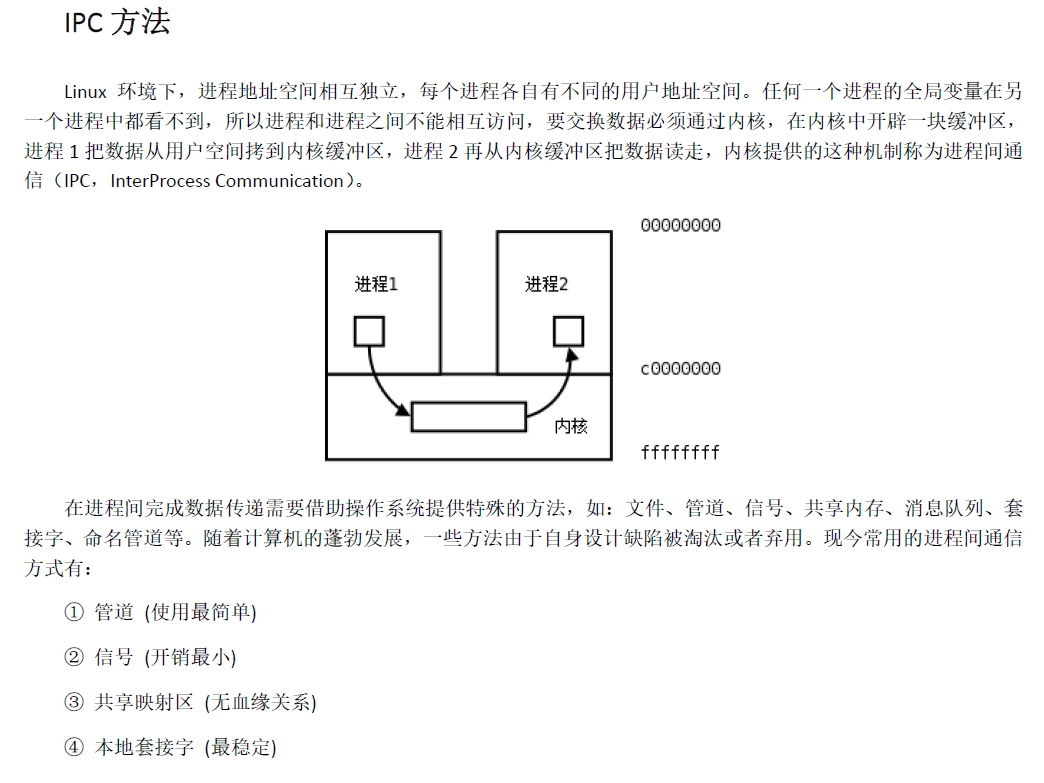 IPC 方法
Linux 环境下，进程地址空间相互独立，每个进程各自有不同的用户地址空间。任何一个进程的全局变量在另
一个进程中都看不到，所以进程和进程之间不能相互访问，要交换数据必须通过内核，在内核中开辟一块缓冲区，
进程 1 把数据从用户空间拷到内核缓冲区，进程 2 再从内核缓冲区把数据读走，内核提供的这种机制称为进程间通
信（IPC，InterProcess Communication）。
00000000
进程1
进程2
c0000000
内核
ffffffff
在进程间完成数据传递需要借助操作系统提供特殊的方法，如：文件、管道、信号、共享内存、消息队列、套
接字、命名管道等。随着计算机的蓬勃发展，一些方法由于自身设计缺陷被淘汰或者弃用。现今常用的进程间通信
方式有：
① 管道 (使用最简单)
② 信号 (开销最小)
③ 共享映射区 (无血缘关系)
④ 本地套接字 (最稳定)